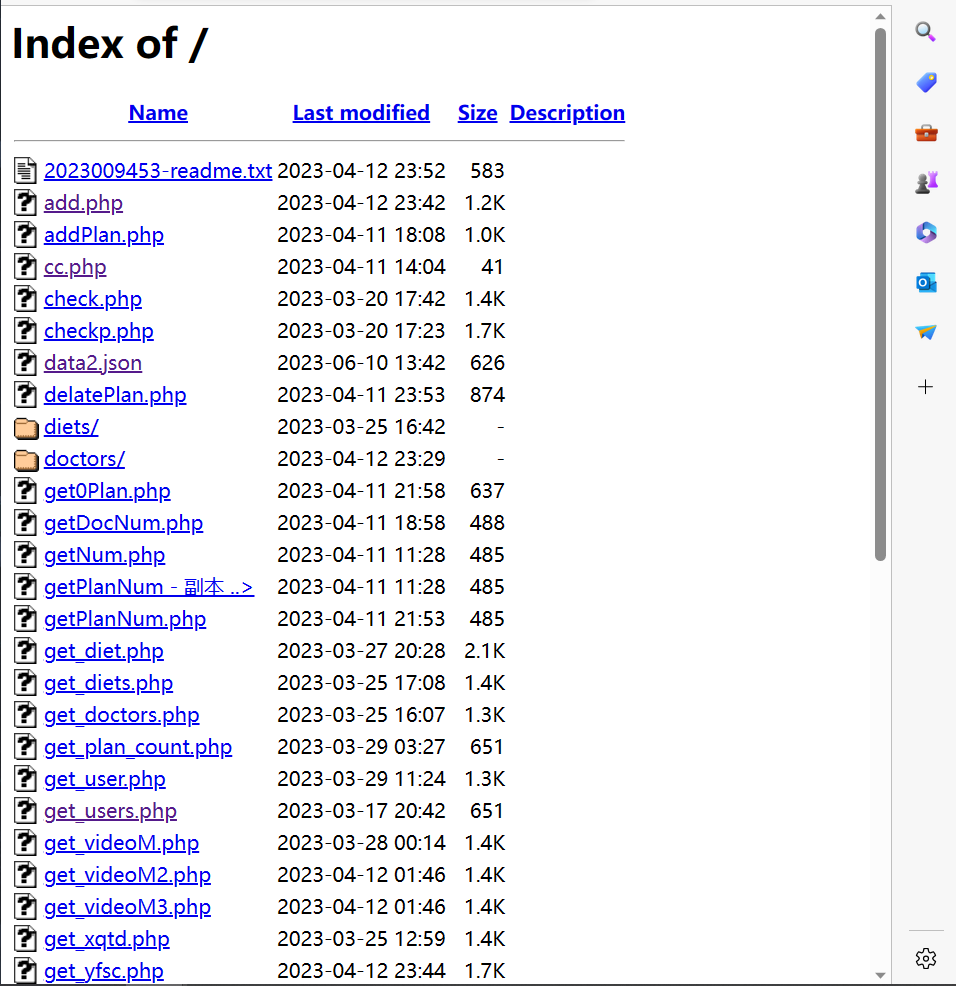 Index of /
Name Last modified Size Description
2023009453-readme.txt 2023-04-12 23:52 583
add.php 2023-04-12 23:42 1.2K
addPlan.php 2023-04-11 18:08 1.0K
cc.php 2023-04-11 14:04 41
check.php 2023-03-20 17:42 1.4K
checkp.php 2023-03-20 17:23 1.7K
data2.json 2023-06-10 13:42 626
delatePlan.php 2023-04-11 23:53 874
diets/ 2023-03-25 16:42 -
doctors/ 2023-04-12 23:29 -
get0Plan.php 2023-04-11 21:58 637
getDocNum.php 2023-04-11 18:58 488
getNum.php 2023-04-11 11:28 485
getPlanNum - 副本 ..> 2023-04-11 11:28 485
getPlanNum.php 2023-04-11 21:53 485
get_diet.php 2023-03-27 20:28 2.1K
get_diets.php 2023-03-25 17:08 1.4K
get_doctors.php 2023-03-25 16:07 1.3K
get_plan_count.php 2023-03-29 03:27 651
get_user.php 2023-03-29 11:24 1.3K
get_users.php 2023-03-17 20:42 651
get_videoM.php 2023-03-28 00:14 1.4K
get_videoM2.php 2023-04-12 01:46 1.4K
get_videoM3.php 2023-04-12 01:46 1.4K
get_xqtd.php 2023-03-25 12:59 1.4K
get_yfsc.php 2023-04-12 23:44 1.7K